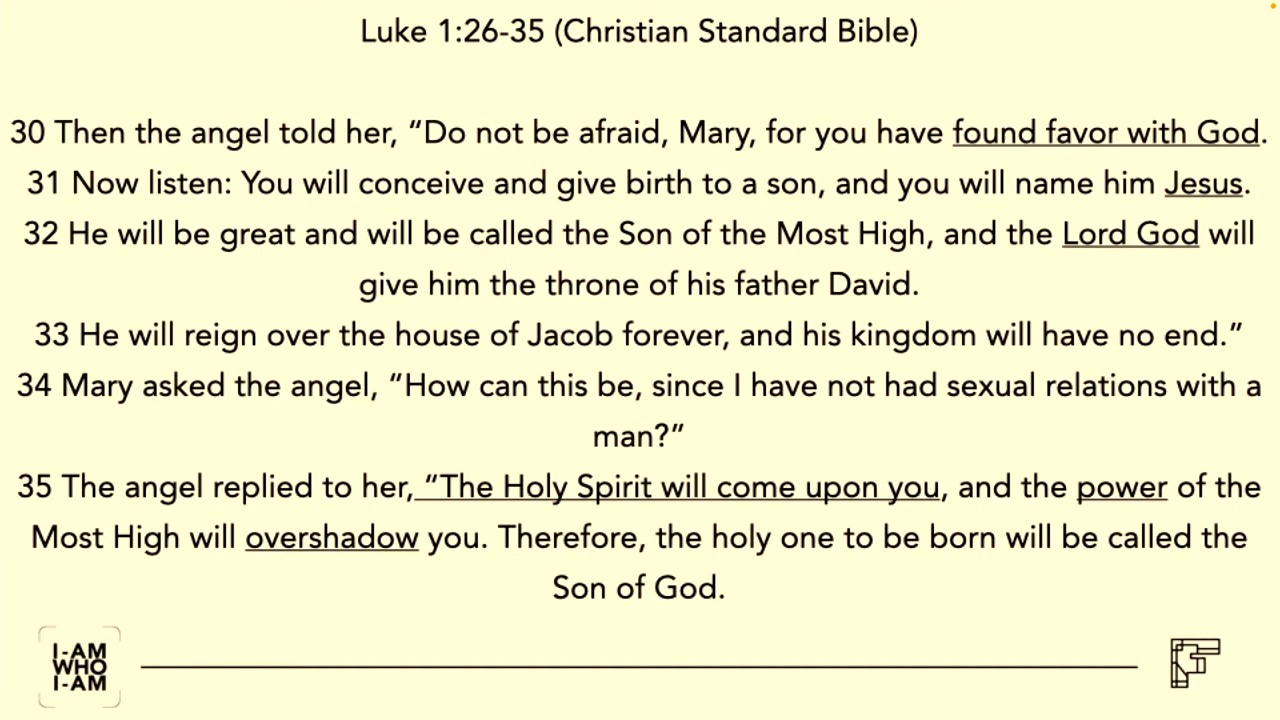 Luke 1:26-35 (Christian Standard Bible)
30 Then the angel told her, “Do not be afraid, Mary, for you have found favor with God.
31 Now listen: You will conceive and give birth to a son, and you will name him Jesus.
32 He will be great and will be called the Son of the Most High, and the Lord God will
give him the throne of his father David.
33 He will reign over the house of Jacob forever, and his kingdom will have no end.”
34 Mary asked the angel, “How can this be, since I have not had sexual relations with a
man?”
35 The angel replied to her, “The Holy Spirit will come upon you, and the power of the
Most High will overshadow you. Therefore, the holy one to be born will be called the
Son of God.
I-AM
WHO
I-AM